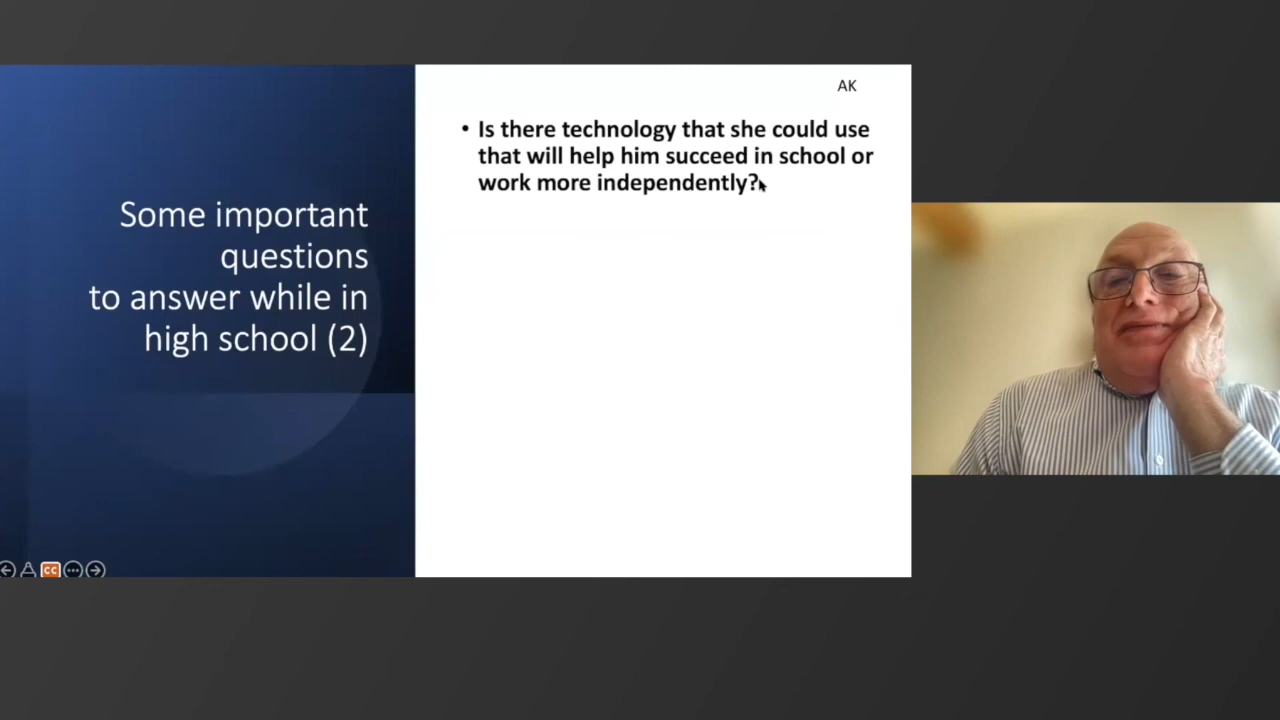 Some important
questions
to answer while in
high school (2)
AK
• Is there technology that she could use
that will help him succeed in school or
work more independently?
CC